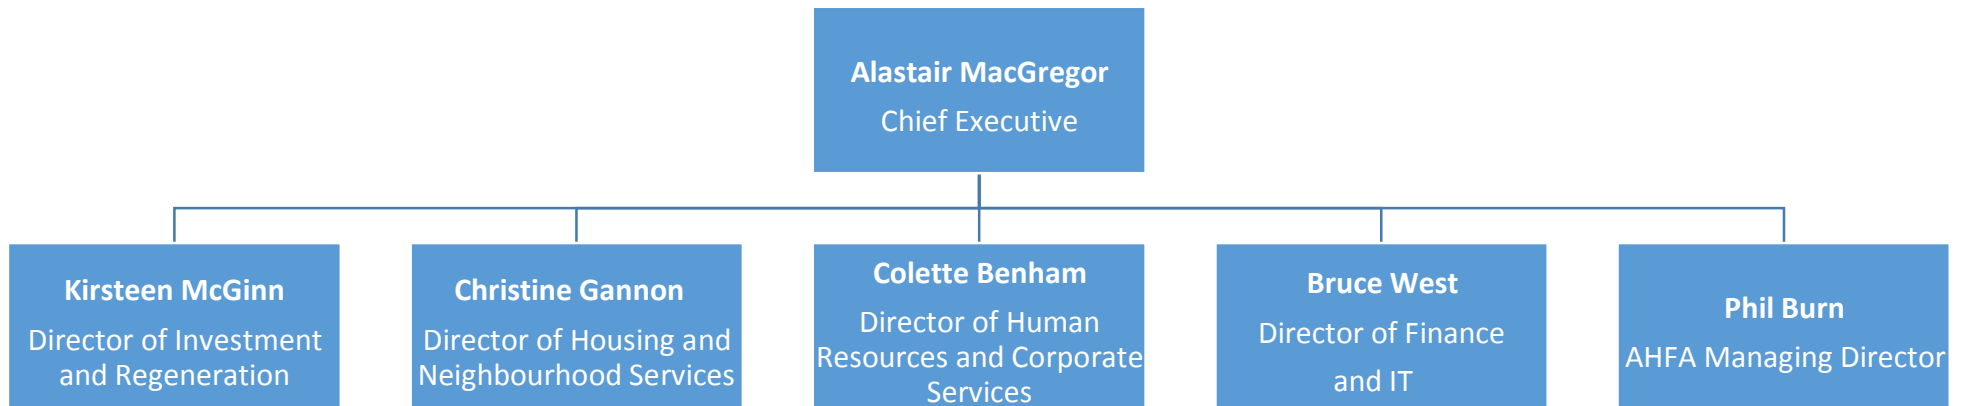 Alastair MacGregor
Chief Executive
Kirsteen McGinn
Director of Investment
and Regeneration
Christine Gannon
Director of Housing and
Neighbourhood Services
Colette Benham
Director of Human
Resources and Corporate
Services
Bruce West
Director of Finance
and IT
Phil Burn
AHFA Managing Director